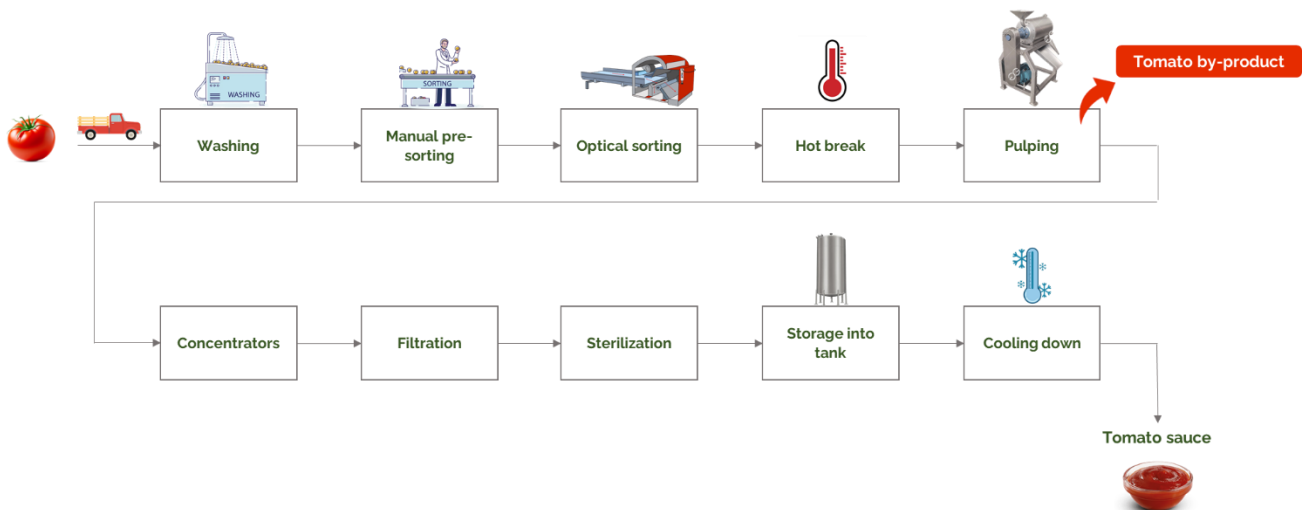 WASHING
SORTING
Tomato by-product
Washing
Manual pre-
sorting
Optical sorting
Hot break
Pulping
Concentrators
Filtration
Sterilization
Storage into
tank
Cooling down
Tomato sauce